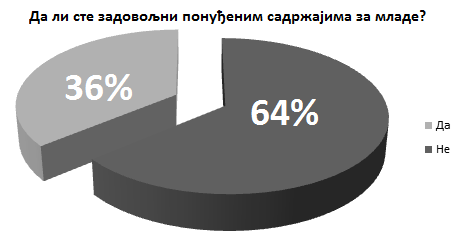 Да ли сте задовољни понуђеним садржајима за младе?
36%
64%
Да
Не